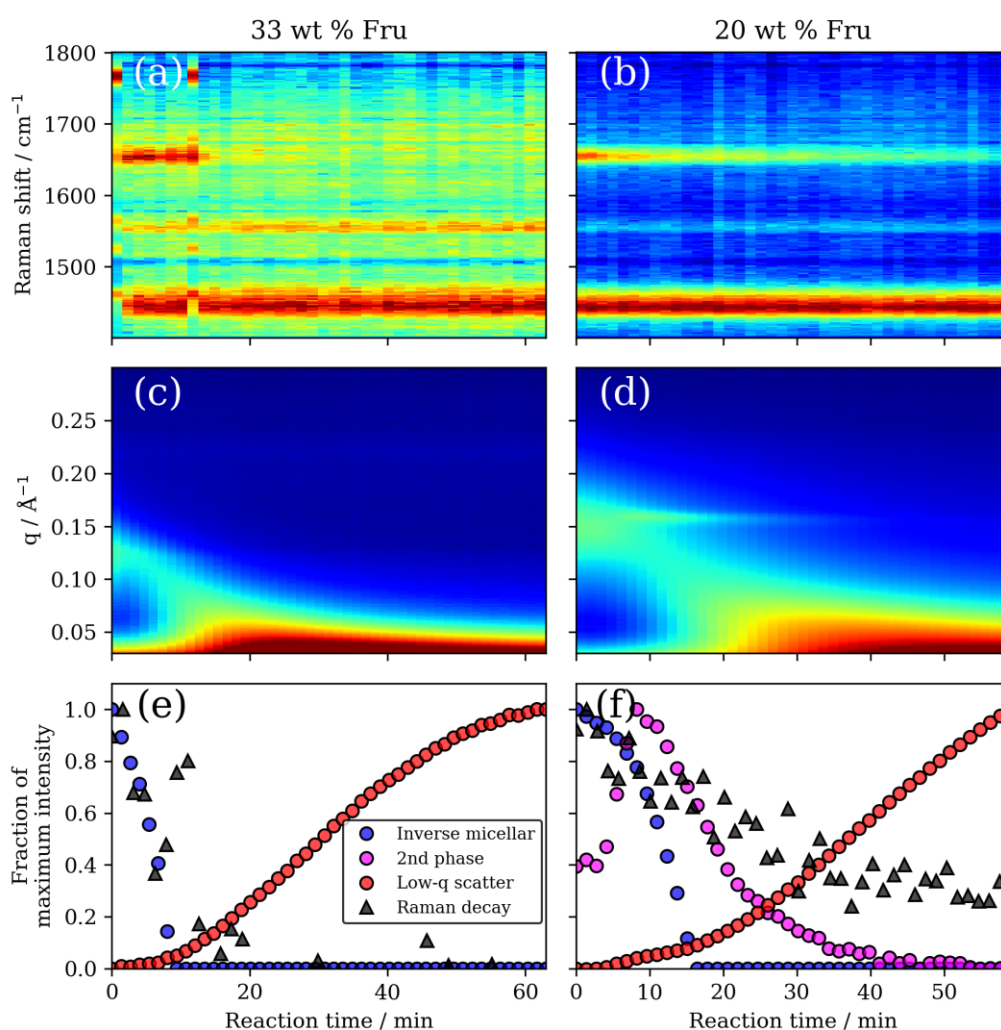 33 wt % Fru
20 wt % Fru
(a)
(b)
1800
1700
1600
1500
Raman shift / cm⁻¹
(c)
(d)
0.25
0.20
0.15
0.10
0.05
q / Å⁻¹
(e)
(f)
1.0
0.8
0.6
0.4
0.2
0.0
Fraction of
maximum intensity
Inverse micellar
2nd phase
Low-q scatter
Raman decay
0 20 40 60
0 10 20 30 40 50
Reaction time / min
Reaction time / min